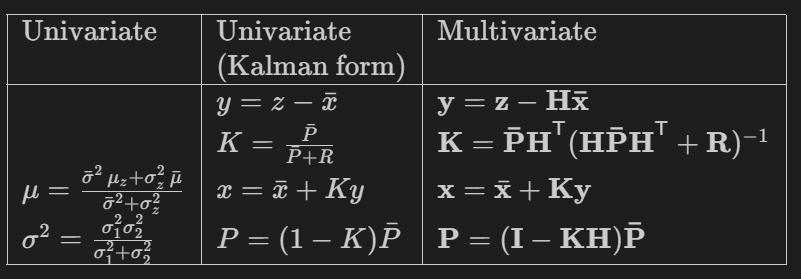 Univariate Univariate (Kalman form) Multivariate
y = z − x̄ 𝐲 = 𝐳 − 𝐇𝐱̄
K = P̄ / (P̄+R) 𝐊 = 𝐏̄𝐇ᵀ(𝐇𝐏̄𝐇ᵀ + 𝐑)⁻¹
μ = (σ̄² μ_z + σ_z² μ̄) / (σ̄² + σ_z²) x = x̄ + Ky 𝐱 = 𝐱̄ + 𝐊𝐲
σ² = (σ₁²σ₂²) / (σ₁²+σ₂²) P = (1 − K)P̄ 𝐏 = (𝐈 − 𝐊𝐇)𝐏̄